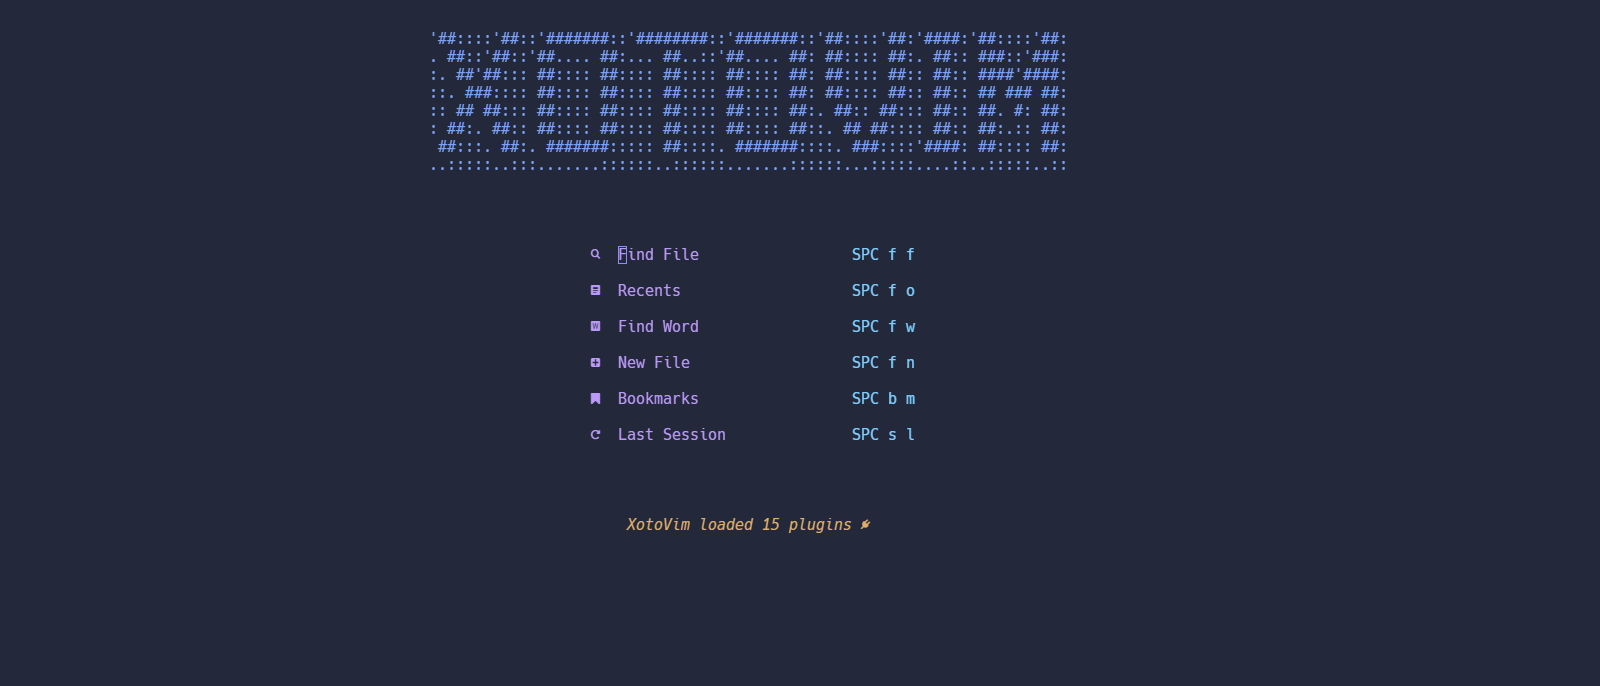 '##::::'##::'#######::'########::'#######::'##::::'##:'####:'##::::'##:
. ##::'##::'##.... ##:... ##..::'##.... ##: ##:::: ##:. ##:: ###::'###:
:. ##'##::: ##:::: ##:::: ##:::: ##:::: ##: ##:::: ##:: ##:: ####'####:
::. ###:::: ##:::: ##:::: ##:::: ##:::: ##: ##:::: ##:: ##:: ## ### ##:
:: ## ##::: ##:::: ##:::: ##:::: ##:::: ##:. ##:: ##::: ##:: ##. #: ##:
: ##:. ##:: ##:::: ##:::: ##:::: ##:::: ##::. ## ##:::: ##:: ##:.:: ##:
 ##:::. ##:. #######::::: ##::::. #######::::. ###::::'####: ##:::: ##:
..:::::..:::.......::::::..::::::.......::::::...:::::....::..:::::..::
Find File SPC f f
Recents SPC f o
Find Word SPC f w
New File SPC f n
Bookmarks SPC b m
Last Session SPC s l
XotoVim loaded 15 plugins